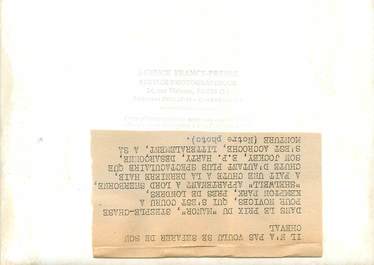 AGENCE FRANCE-PRESSE
IL N'A PAS VOULU SE SEPARER DE SON
CHEVAL
DANS LE PRIX DU "MANOR" STEEPLE-CHASE
POUR NOVICES, QUI S'EST COURU A
KEMPTON PARK, PRES DE LONDRES,
APPARTENANT A LORD SHERBORNE,
A FAIT UNE CHUTE A LA DERNIERE HAIE
CHUTE D'AUTANT PLUS SPECTACULAIRE QUE
SON JOCKEY, E.P. HARTY, DESARCONNE,
S'EST ACCROCHE, LITTERALEMENT, A SA
MONTURE (Notre photo).